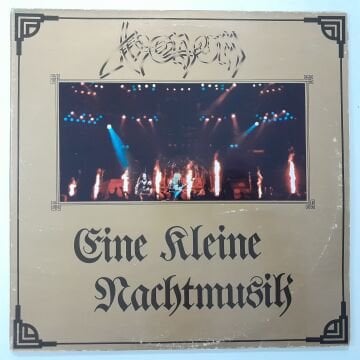 Venom
Eine Kleine
Nachtmusik